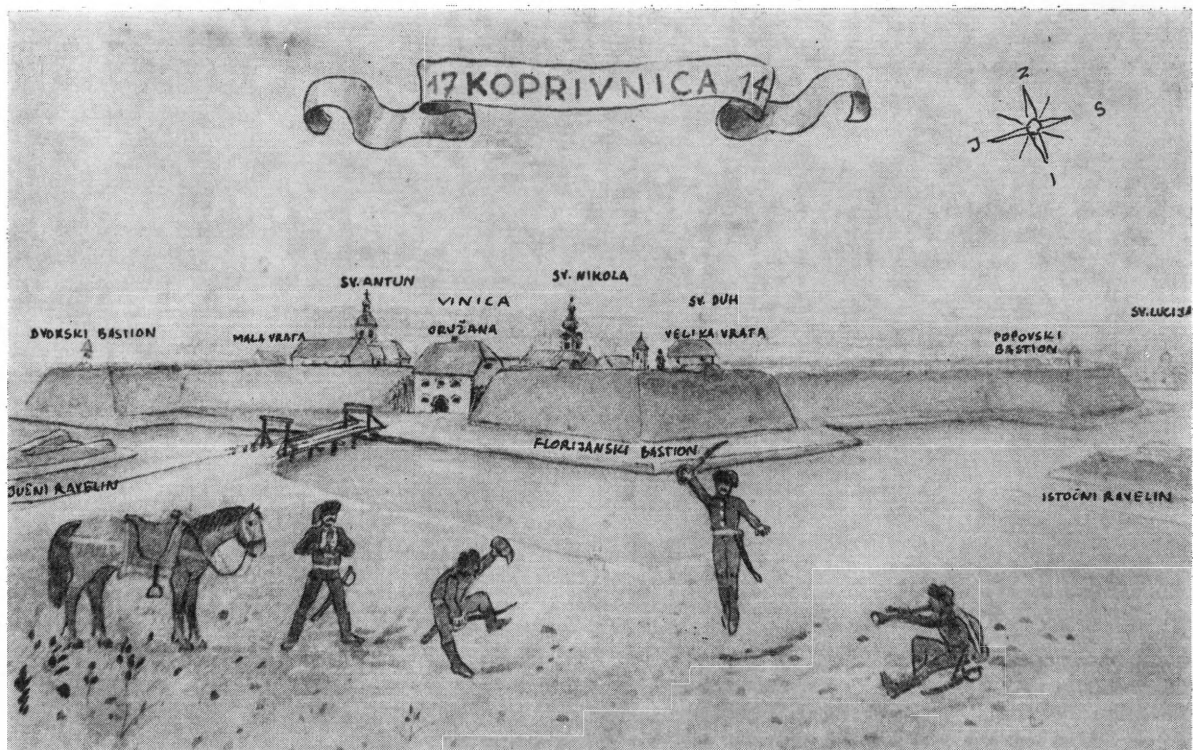 17 KOPRIVNICA 14
Z
S
J
I
SV. ANTUN
SV. NIKOLA
VINICA
SV. DUH
SV. LUCIJA
DVORSKI BASTION
MALA VRATA
ORUŽANA
VELIKA VRATA
POPOVSKI
BASTION
FLORIJANSKI BASTION
JUŽNI RAVELIN
ISTOČNI RAVELIN